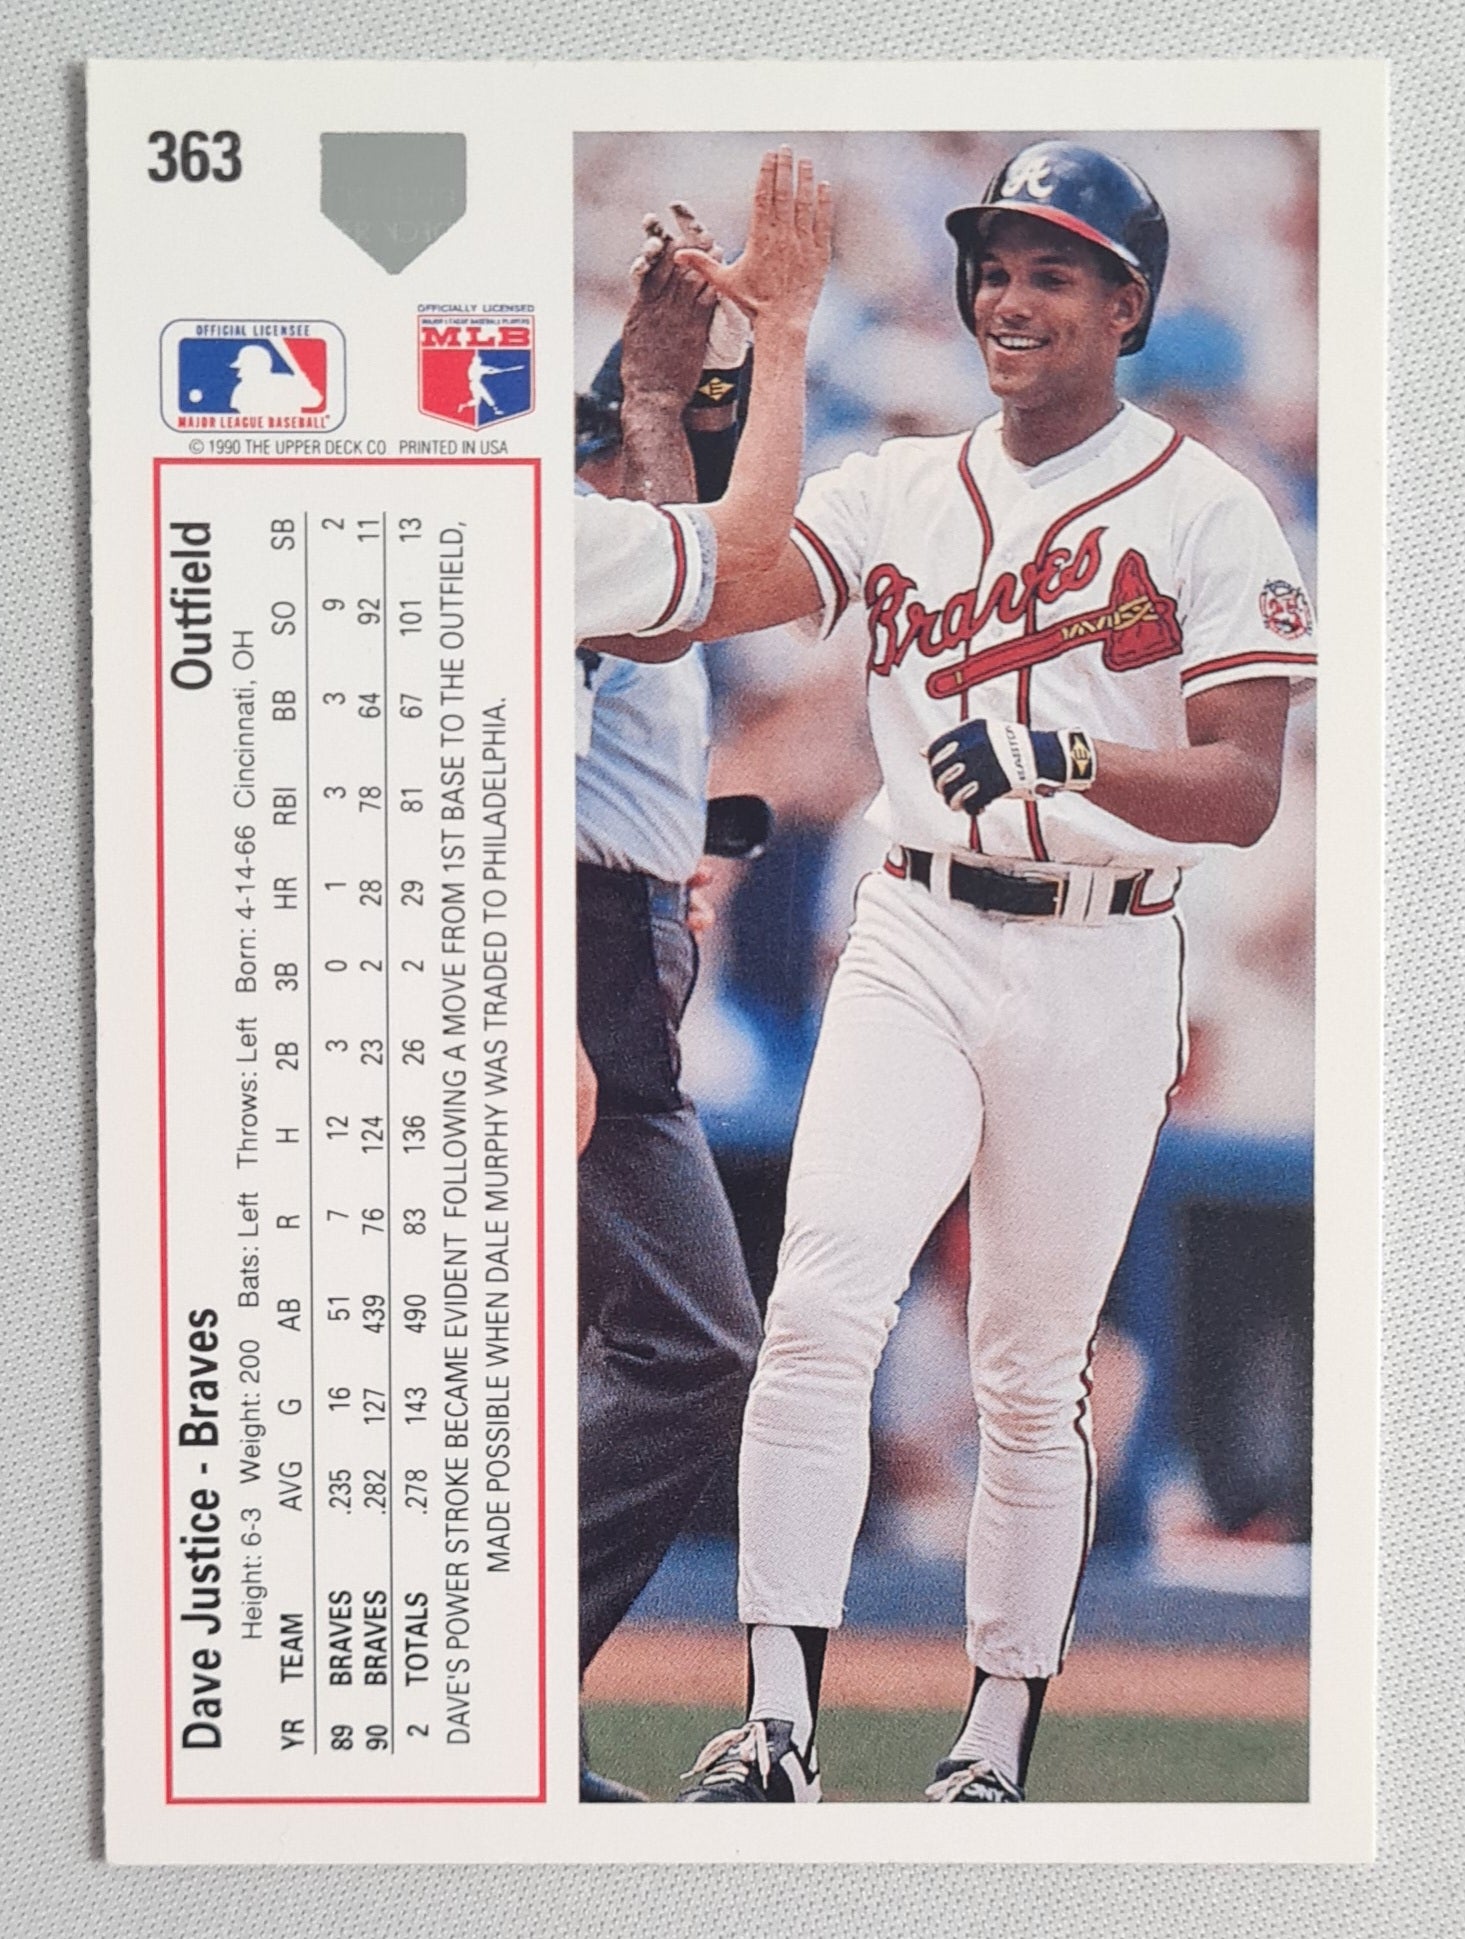 363
OFFICIAL LICENSEE
MAJOR LEAGUE BASEBALL
OFFICIALLY LICENSED
MAJOR LEAGUE BASEBALL PLAYERS
MLB
© 1990 THE UPPER DECK CO PRINTED IN USA
Dave Justice - Braves Outfield
Height: 6-3 Weight: 200 Bats: Left Throws: Left Born: 4-14-66 Cincinnati, OH
YR TEAM AVG G AB R H 2B 3B HR RBI BB SO SB
89 BRAVES .235 16 51 7 12 3 0 1 3 3 9 2
90 BRAVES .282 127 439 76 124 23 2 28 78 64 92 11
2 TOTALS .278 143 490 83 136 26 2 29 81 67 101 13
DAVE'S POWER STROKE BECAME EVIDENT FOLLOWING A MOVE FROM 1ST BASE TO THE OUTFIELD,
MADE POSSIBLE WHEN DALE MURPHY WAS TRADED TO PHILADELPHIA.
A
Braves
E
E